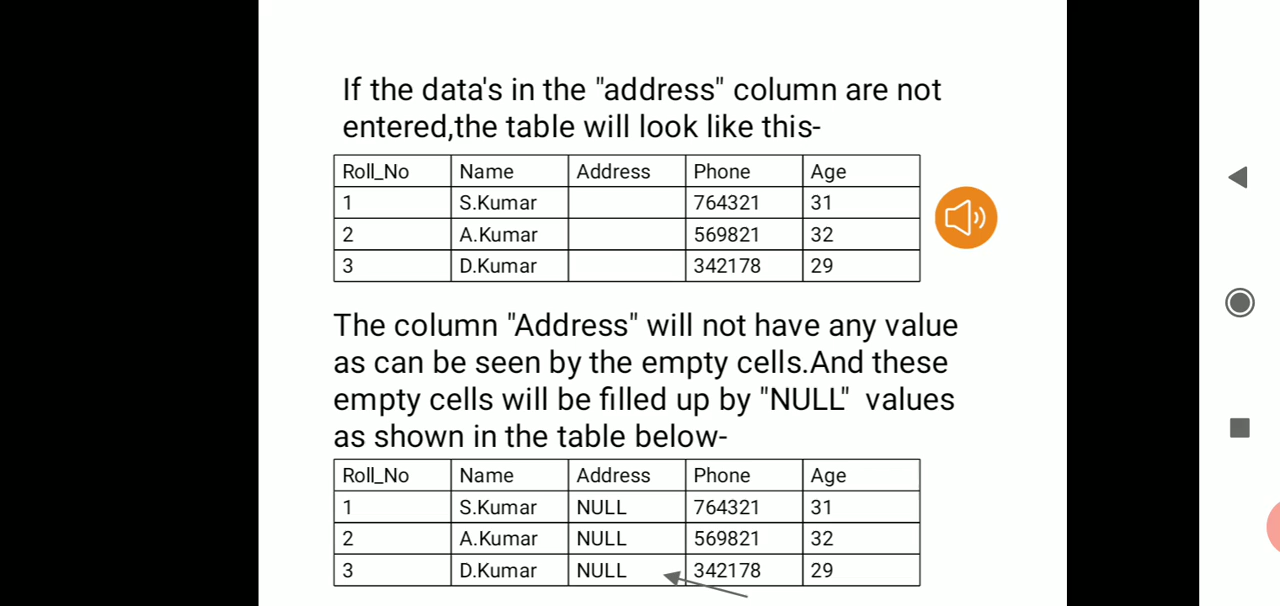 If the data's in the "address" column are not
entered,the table will look like this-
Roll_No Name Address Phone Age
1 S.Kumar 764321 31
2 A.Kumar 569821 32
3 D.Kumar 342178 29
The column "Address" will not have any value
as can be seen by the empty cells.And these
empty cells will be filled up by "NULL" values
as shown in the table below-
Roll_No Name Address Phone Age
1 S.Kumar NULL 764321 31
2 A.Kumar NULL 569821 32
3 D.Kumar NULL 342178 29